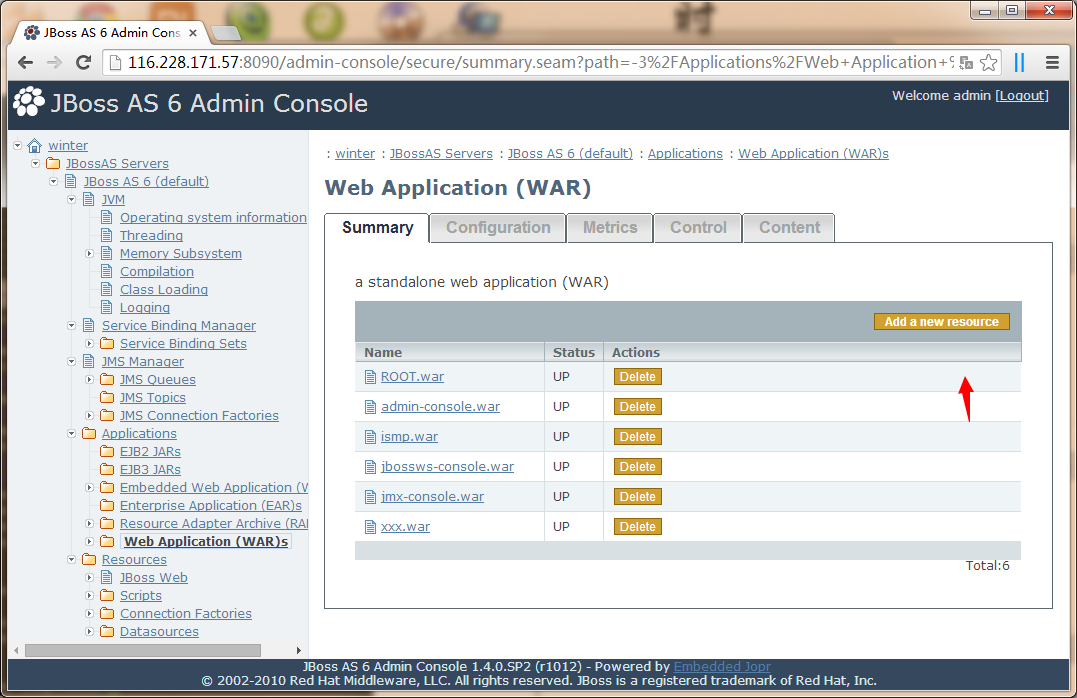 JBoss AS 6 Admin Cons
116.228.171.57:8090/admin-console/secure/summary.seam?path=-3%2FApplications%2FWeb+Application+%
JBoss AS 6 Admin Console
Welcome admin [Logout]
winter
JBossAS Servers
JBoss AS 6 (default)
JVM
Operating system information
Threading
Memory Subsystem
Compilation
Class Loading
Logging
Service Binding Manager
Service Binding Sets
JMS Manager
JMS Queues
JMS Topics
JMS Connection Factories
Applications
EJB2 JARs
EJB3 JARs
Embedded Web Application (W
Enterprise Application (EAR)s
Resource Adapter Archive (RAI
Web Application (WAR)s
Resources
JBoss Web
Scripts
Connection Factories
Datasources
: winter : JBossAS Servers : JBoss AS 6 (default) : Applications : Web Application (WAR)s
Web Application (WAR)
Summary Configuration Metrics Control Content
a standalone web application (WAR)
Add a new resource
Name Status Actions
ROOT.war UP Delete
admin-console.war UP Delete
ismp.war UP Delete
jbossws-console.war UP Delete
jmx-console.war UP Delete
xxx.war UP Delete
Total:6
JBoss AS 6 Admin Console 1.4.0.SP2 (r1012) - Powered by Embedded Jopr
© 2002-2010 Red Hat Middleware, LLC. All rights reserved. JBoss is a registered trademark of Red Hat, Inc.